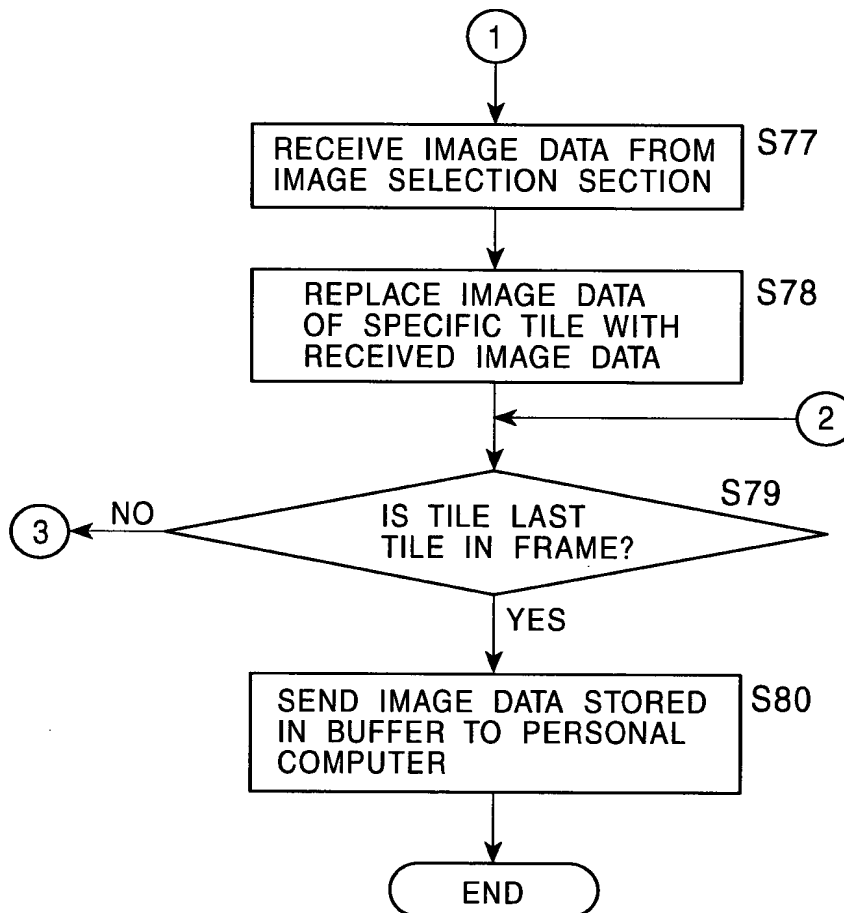 1
RECEIVE IMAGE DATA FROM
IMAGE SELECTION SECTION
S77
REPLACE IMAGE DATA
OF SPECIFIC TILE WITH
RECEIVED IMAGE DATA
S78
2
S79
IS TILE LAST
TILE IN FRAME?
NO
3
YES
SEND IMAGE DATA STORED
IN BUFFER TO PERSONAL
COMPUTER
S80
END